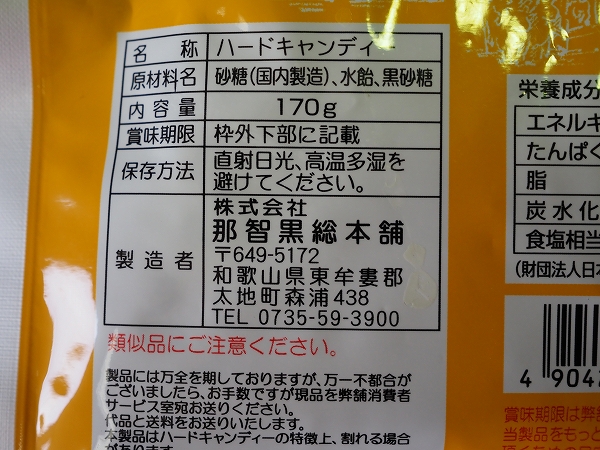 名称 ハードキャンディー
原材料名 砂糖(国内製造)、水飴、黒砂糖
内容量 170g
賞味期限 枠外下部に記載
保存方法 直射日光、高温多湿を
避けてください。
製造者 株式会社
那智黒総本舗
〒649-5172
和歌山県東牟婁郡
太地町森浦438
TEL 0735-59-3900
類似品にご注意ください。
製品には万全を期しておりますが、万一不都合が
ございましたら、お手数ですが現品を弊舗消費者
サービス室宛お送りください。
代品と送料をお送りいたします。
本製品はハードキャンディーの特徴上、割れる場合
があります。
栄養成分
エネルギ
たんぱく
脂
炭水化
食塩相当
(財団法人日本
4 904
賞味期限は弊
当製品をもっと